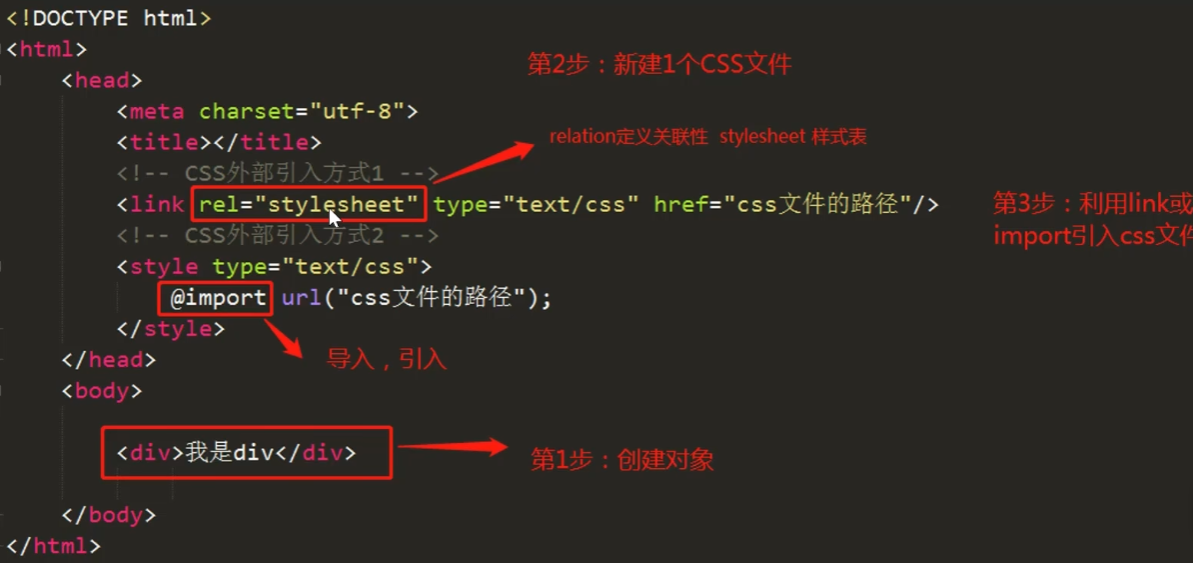 <!DOCTYPE html>
<html>
第2步：新建1个CSS文件
<head>
<meta charset="utf-8">
relation定义关联性 stylesheet 样式表
<title></title>
<!-- CSS外部引入方式1 -->
<link rel="stylesheet" type="text/css" href="css文件的路径"/>
第3步：利用link或
import引入css文件
<!-- CSS外部引入方式2 -->
<style type="text/css">
@import url("css文件的路径");
</style>
导入，引入
</head>
<body>
<div>我是div</div>
第1步：创建对象
</body>
</html>